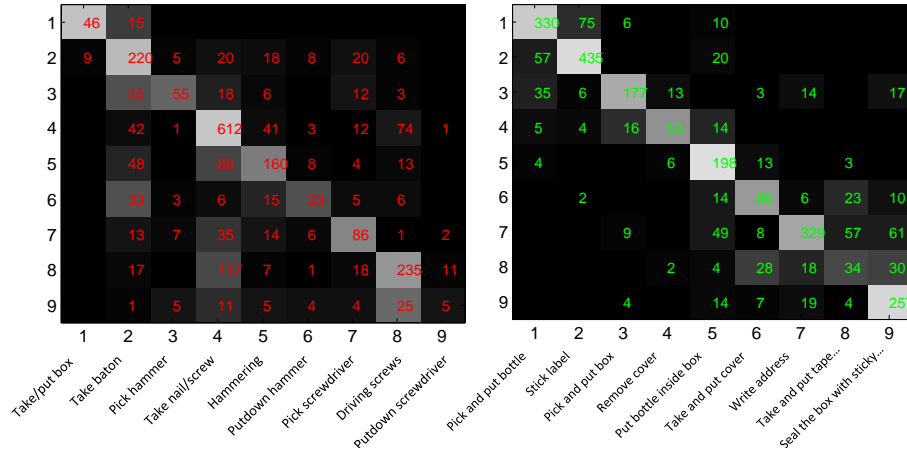 1 46 15
2 9 220 5 20 18 8 20 6
3 45 55 18 6 12 3
4 42 1 612 41 3 12 74 1
5 48 88 160 8 4 13
6 33 3 6 15 33 5 6
7 13 7 35 14 6 86 1 2
8 17 117 7 1 18 235 11
9 1 5 11 5 4 4 25 5
1 2 3 4 5 6 7 8 9
Take/put box
Take baton
Pick hammer
Take nail/screw
Hammering
Putdown hammer
Pick screwdriver
Driving screws
Putdown screwdriver
1 330 75 6 10
2 57 435 20
3 35 6 177 13 3 14 17
4 5 4 16 14
5 4 6 198 13 3
6 2 14 6 23 10
7 9 49 8 329 57 61
8 2 4 28 18 34 30
9 4 14 7 19 4 257
1 2 3 4 5 6 7 8 9
Pick and put bottle
Stick label
Pick and put box
Remove cover
Put bottle inside box
Take and put cover
Write address
Take and put tape...
Seal the box with sticky...